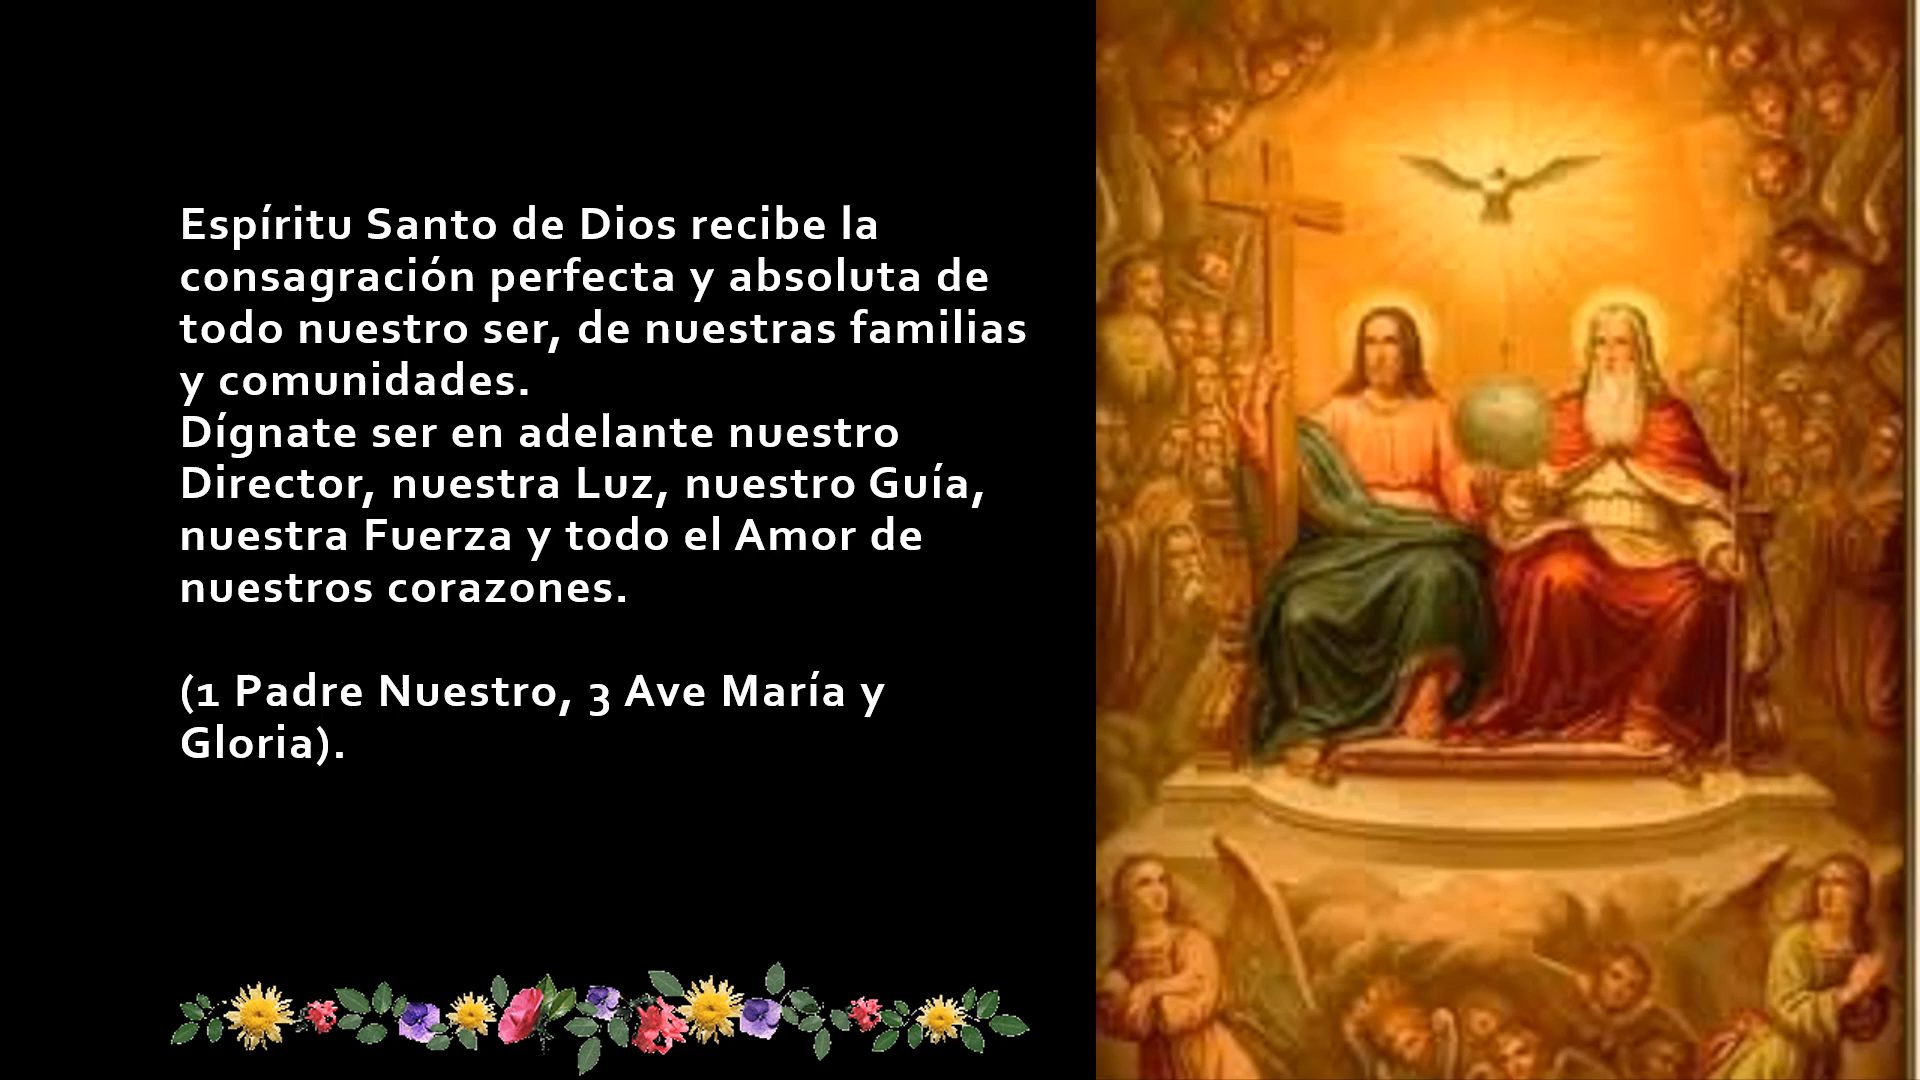 Espíritu Santo de Dios recibe la
consagración perfecta y absoluta de
todo nuestro ser, de nuestras familias
y comunidades.
Dígnate ser en adelante nuestro
Director, nuestra Luz, nuestro Guía,
nuestra Fuerza y todo el Amor de
nuestros corazones.
(1 Padre Nuestro, 3 Ave María y
Gloria).